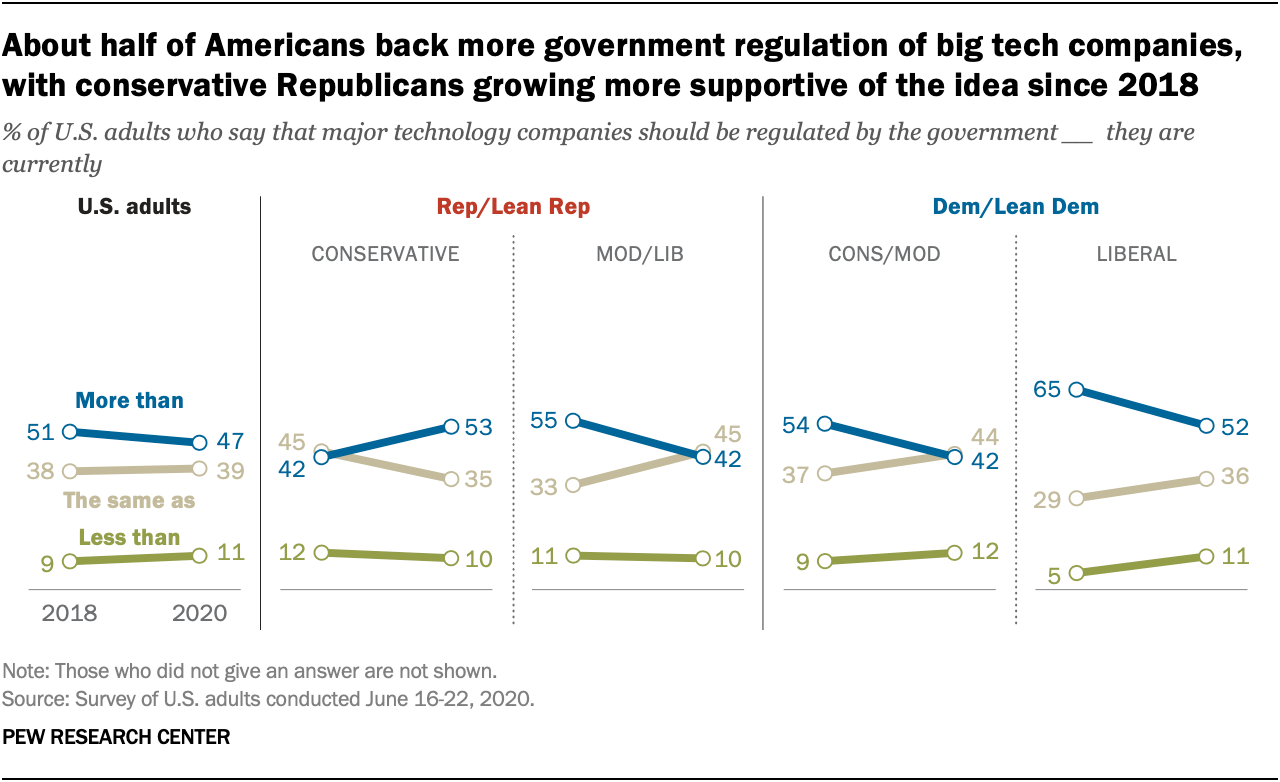 About half of Americans back more government regulation of big tech companies,
with conservative Republicans growing more supportive of the idea since 2018
% of U.S. adults who say that major technology companies should be regulated by the government __ they are
currently
U.S. adults
More than
51
47
38
39
The same as
Less than
9
11
2018
2020
Rep/Lean Rep
CONSERVATIVE
45
42
53
35
12
10
MOD/LIB
55
45
42
33
11
10
Dem/Lean Dem
CONS/MOD
54
44
42
37
9
12
LIBERAL
65
52
29
36
5
11
Note: Those who did not give an answer are not shown.
Source: Survey of U.S. adults conducted June 16-22, 2020.
PEW RESEARCH CENTER